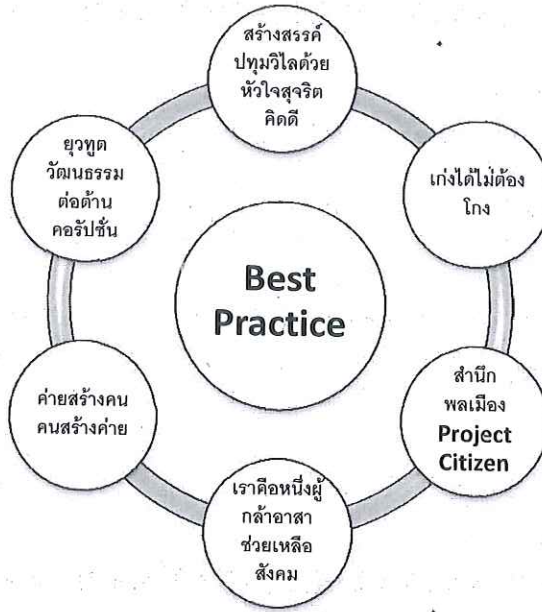 สร้างสรรค์
ปทุมวิไลด้วย
หัวใจสุจริต
คิดดี
เก่งได้ไม่ต้อง
โกง
สำนึก
พลเมือง
Project
Citizen
เราคือหนึ่งผู้
กล้าอาสา
ช่วยเหลือ
สังคม
ค่ายสร้างคน
คนสร้างค่าย
ยุวทูต
วัฒนธรรม
ต่อต้าน
คอรัปชั่น
Best
Practice